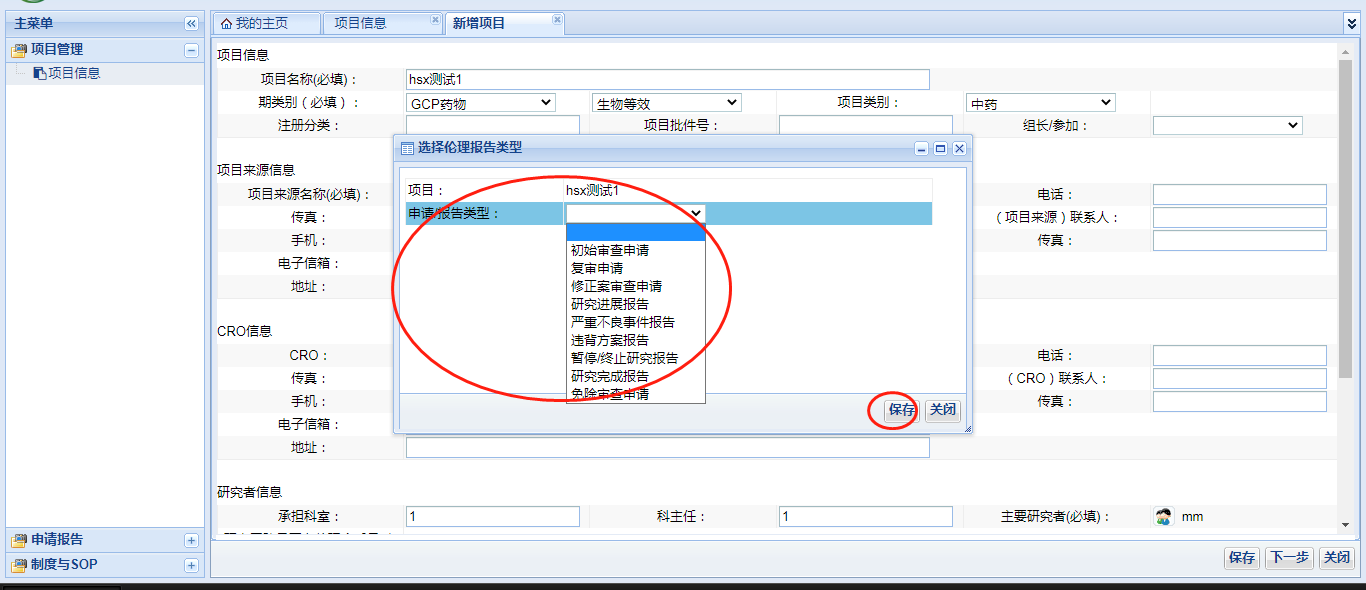 主菜单
我的主页 项目信息 新增项目
项目管理
项目信息
申请报告
制度与SOP
项目信息
项目名称(必填)： hsx测试1
期类别（必填）： GCP药物 生物等效 项目类别： 中药
注册分类： 项目批件号： 组长/参加：
项目来源信息
项目来源名称(必填)： 电话：
传真： （项目来源）联系人：
手机： 传真：
电子信箱：
地址：
CRO信息
CRO： 电话：
传真： （CRO）联系人：
手机： 传真：
电子信箱：
地址：
研究者信息
承担科室： 1 科主任： 1 主要研究者(必填)： mm
选择伦理报告类型
项目： hsx测试1
申请/报告类型：
初始审查申请
复审申请
修正案审查申请
研究进展报告
严重不良事件报告
违背方案报告
暂停/终止研究报告
研究完成报告
免除审查申请
保存 关闭
保存 下一步 关闭